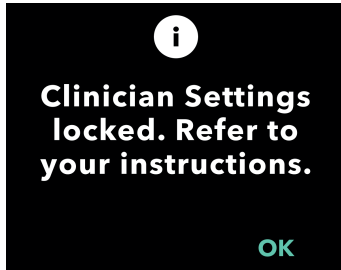 i
Clinician Settings
locked. Refer to
your instructions.
OK